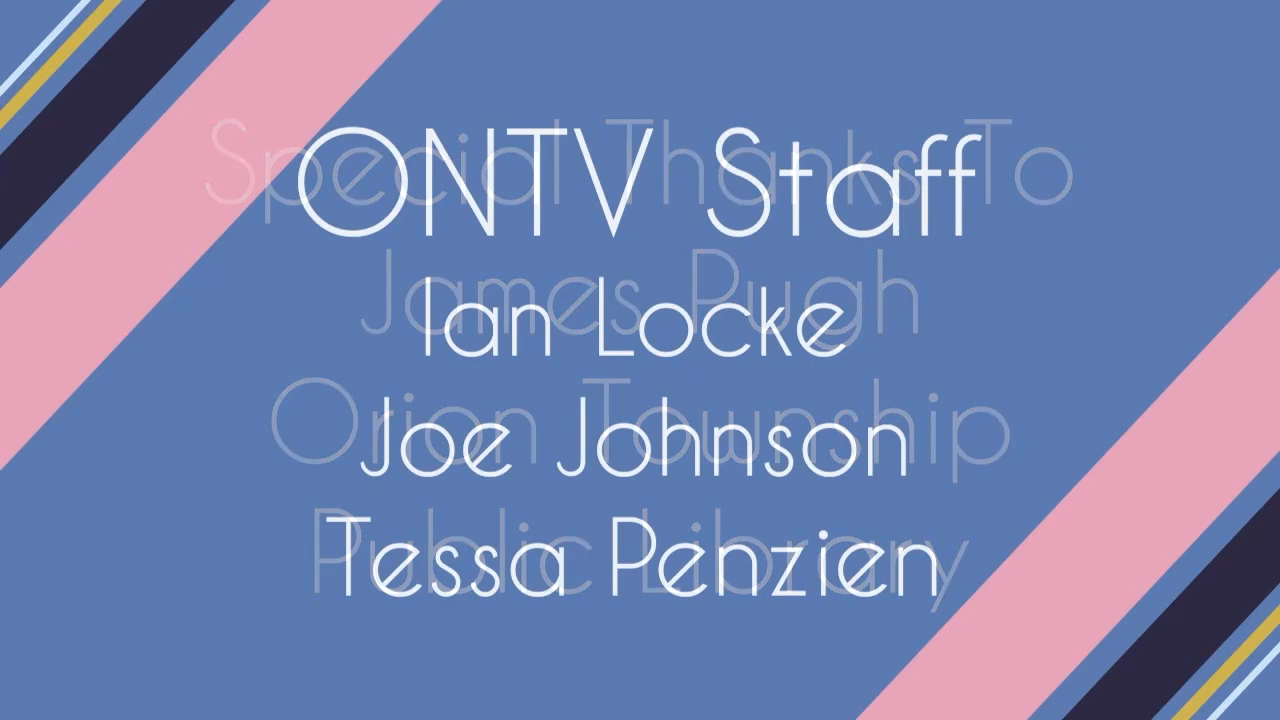 Special Thanks To
James Pugh
Orion Township
Public Library
ONTV Staff
Ian Locke
Joe Johnson
Tessa Penzien